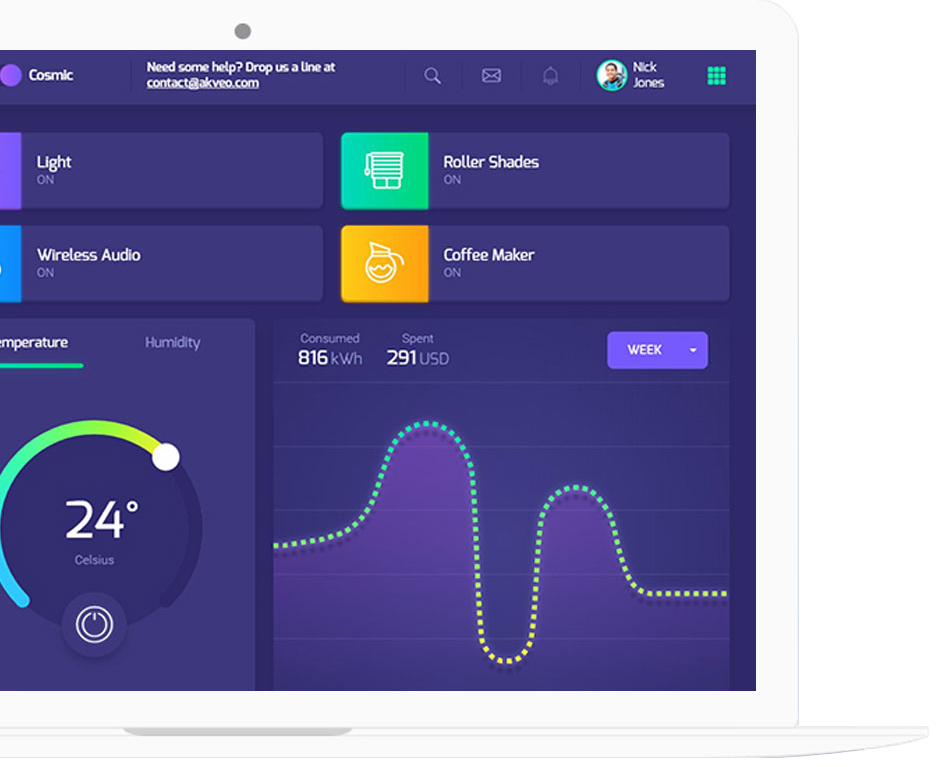 Cosmic
Need some help? Drop us a line at
contact@akveo.com
Nick
Jones
Light
ON
Roller Shades
ON
Wireless Audio
ON
Coffee Maker
ON
emperature
Humidity
Consumed
816 kWh
Spent
291 USD
WEEK
24°
Celsius